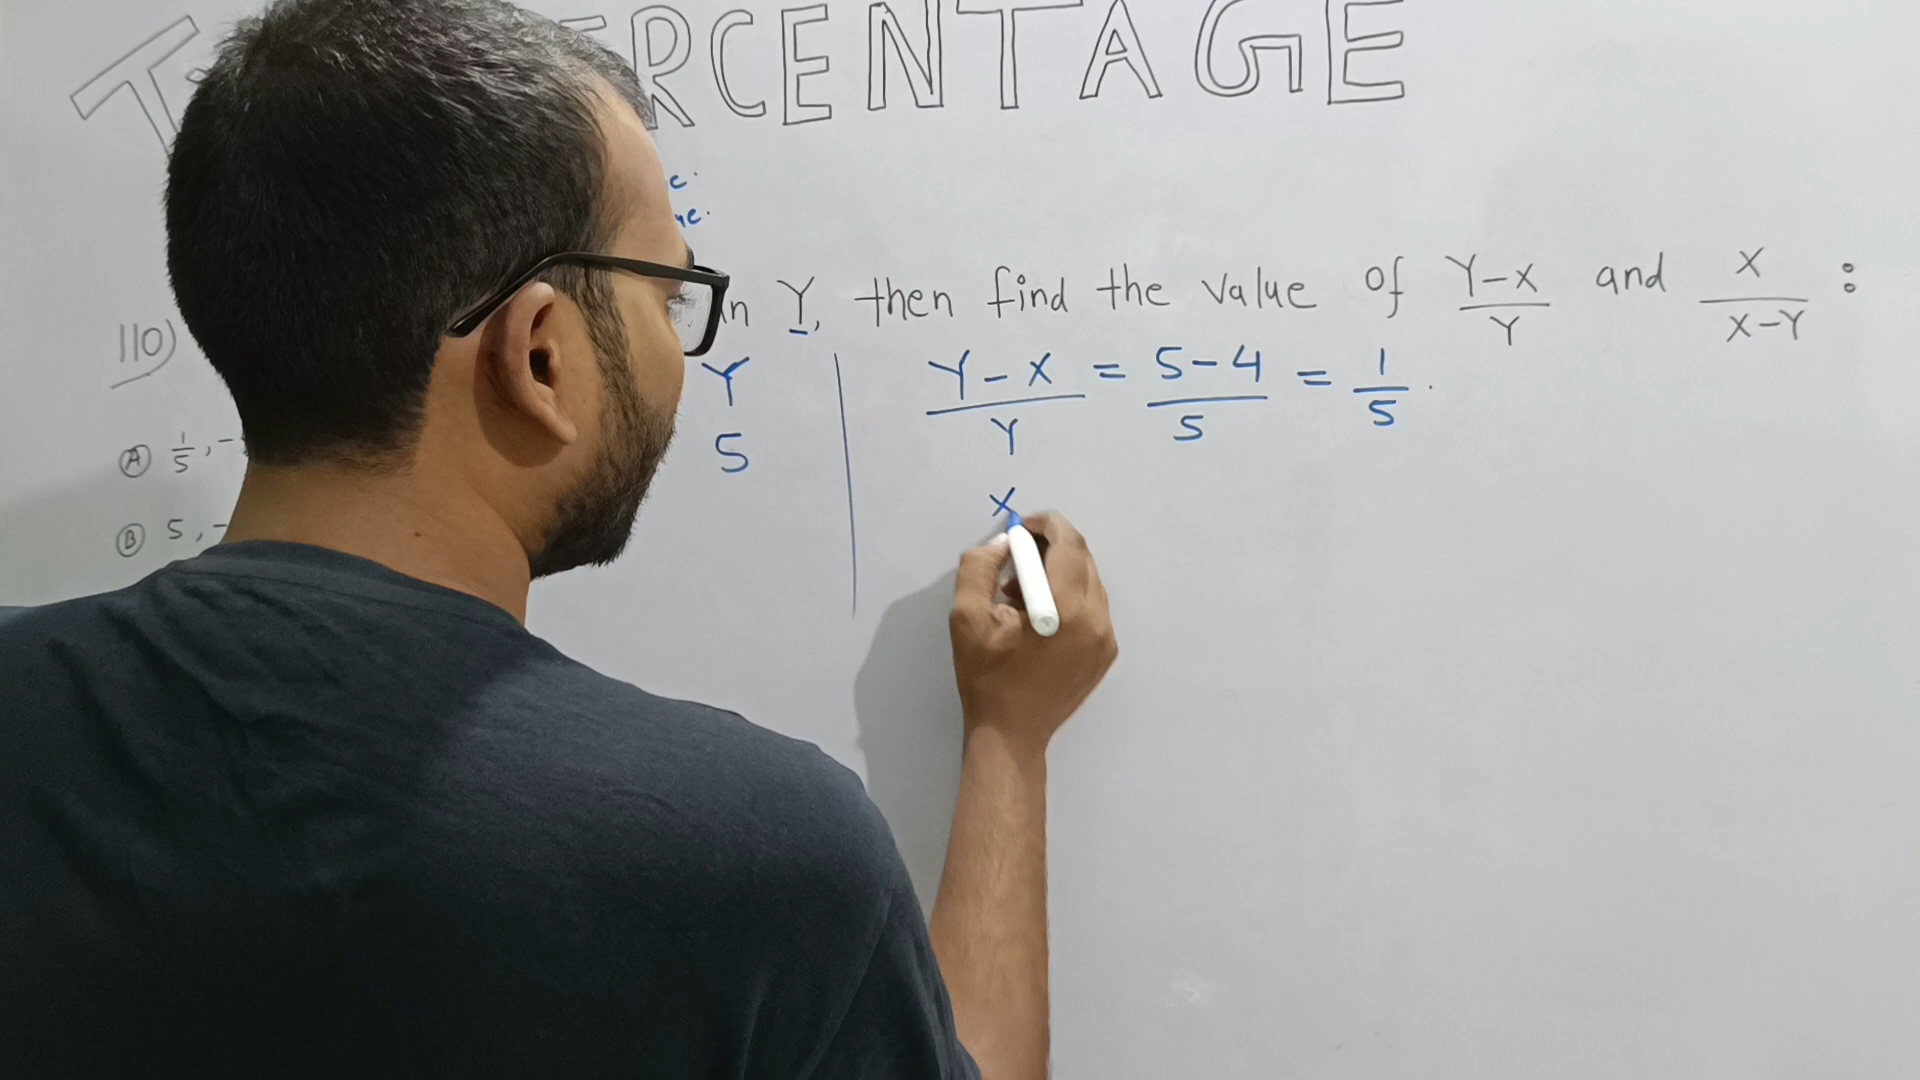 PERCENTAGE
110)
Y, then find the value of Y-X/Y and X/X-Y :
Y
5
Y-X/Y = 5-4/5 = 1/5.
X
(A) 1/5, -
(B) 5, -